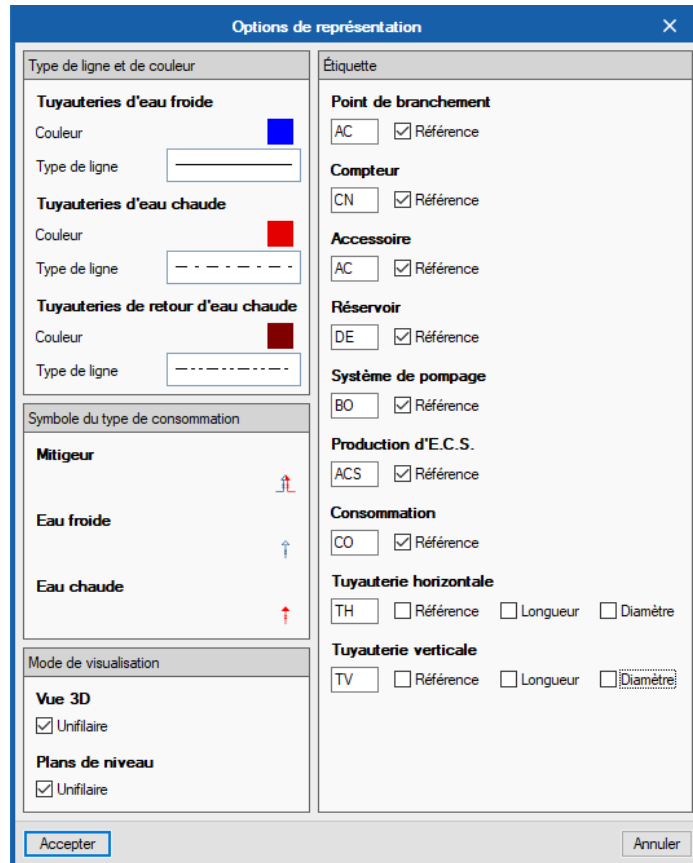 Options de représentation
Type de ligne et de couleur
Tuyauteries d'eau froide
Couleur
Type de ligne
Tuyauteries d'eau chaude
Couleur
Type de ligne
Tuyauteries de retour d'eau chaude
Couleur
Type de ligne
Symbole du type de consommation
Mitigeur
Eau froide
Eau chaude
Mode de visualisation
Vue 3D
Unifilaire
Plans de niveau
Unifilaire
Étiquette
Point de branchement
AC Référence
Compteur
CN Référence
Accessoire
AC Référence
Réservoir
DE Référence
Système de pompage
BO Référence
Production d'E.C.S.
ACS Référence
Consommation
CO Référence
Tuyauterie horizontale
TH Référence Longueur Diamètre
Tuyauterie verticale
TV Référence Longueur Diamètre
Accepter Annuler